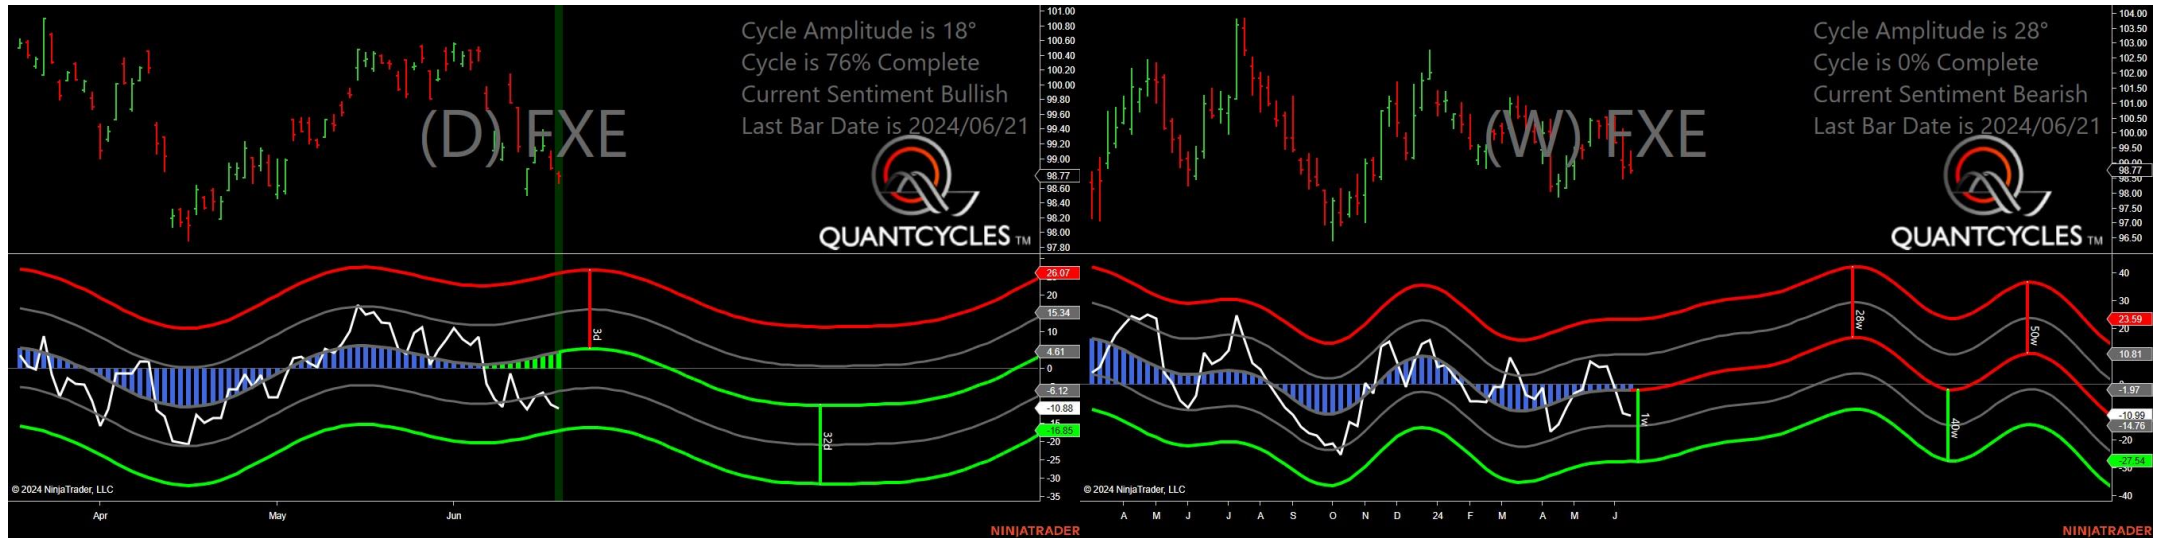 Cycle Amplitude is 18°
Cycle is 76% Complete
Current Sentiment Bullish
Last Bar Date is 2024/06/21
(D) FXE
QUANTCYCLES TM
101.00
100.80
100.60
100.40
100.20
100.00
99.80
99.60
99.40
99.20
99.00
98.77
98.60
98.40
98.20
98.00
97.80
26.07
20
15.34
10
4.61
0
-6.12
-10.88
-15
-16.85
-20
-25
-30
-35
3d
32d
© 2024 NinjaTrader, LLC
Apr
May
Jun
NINJATRADER
Cycle Amplitude is 28°
Cycle is 0% Complete
Current Sentiment Bearish
Last Bar Date is 2024/06/21
(W) FXE
QUANTCYCLES TM
104.00
103.50
103.00
102.50
102.00
101.50
101.00
100.50
100.00
99.50
99.00
98.77
98.50
98.00
97.50
97.00
96.50
40
30
23.59
20
10.81
-1.97
-10.99
-14.76
-20
-27.54
-30
-40
1w
28w
40w
50w
© 2024 NinjaTrader, LLC
A M J J A S O N D 24 F M A M J
NINJATRADER